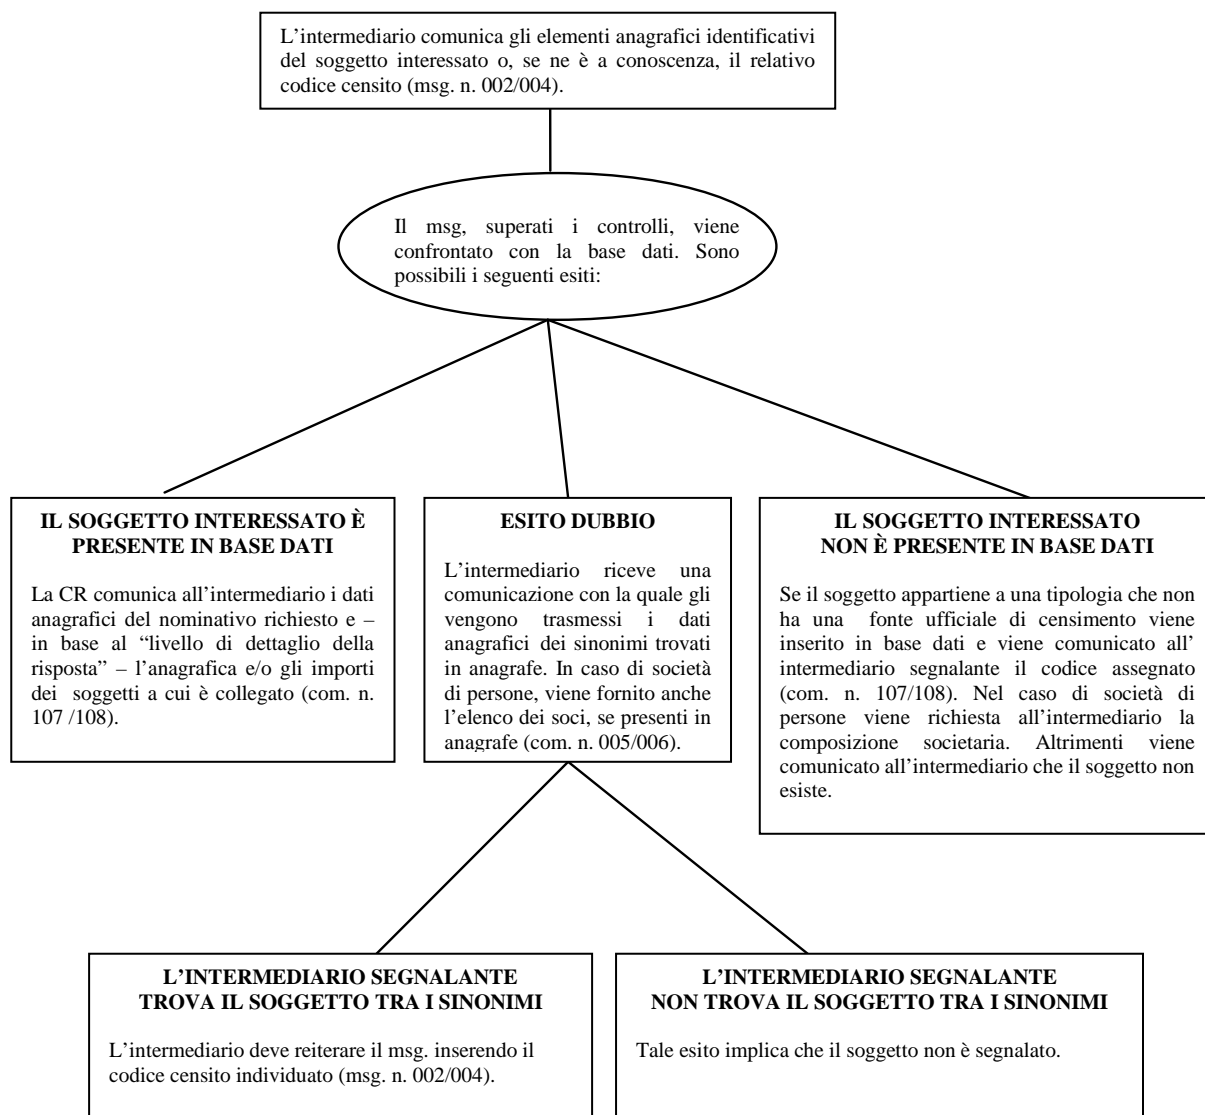 L’intermediario comunica gli elementi anagrafici identificativi
del soggetto interessato o, se ne è a conoscenza, il relativo
codice censito (msg. n. 002/004).
Il msg, superati i controlli, viene
confrontato con la base dati. Sono
possibili i seguenti esiti:
IL SOGGETTO INTERESSATO È
PRESENTE IN BASE DATI
La CR comunica all’intermediario i dati
anagrafici del nominativo richiesto e –
in base al “livello di dettaglio della
risposta” – l’anagrafica e/o gli importi
dei soggetti a cui è collegato (com. n.
107 /108).
ESITO DUBBIO
L’intermediario riceve una
comunicazione con la quale gli
vengono trasmessi i dati
anagrafici dei sinonimi trovati
in anagrafe. In caso di società
di persone, viene fornito anche
l’elenco dei soci, se presenti in
anagrafe (com. n. 005/006).
IL SOGGETTO INTERESSATO
NON È PRESENTE IN BASE DATI
Se il soggetto appartiene a una tipologia che non
ha una fonte ufficiale di censimento viene
inserito in base dati e viene comunicato all’
intermediario segnalante il codice assegnato
(com. n. 107/108). Nel caso di società di
persone viene richiesta all’intermediario la
composizione societaria. Altrimenti viene
comunicato all’intermediario che il soggetto non
esiste.
L’INTERMEDIARIO SEGNALANTE
TROVA IL SOGGETTO TRA I SINONIMI
L’intermediario deve reiterare il msg. inserendo il
codice censito individuato (msg. n. 002/004).
L’INTERMEDIARIO SEGNALANTE
NON TROVA IL SOGGETTO TRA I SINONIMI
Tale esito implica che il soggetto non è segnalato.